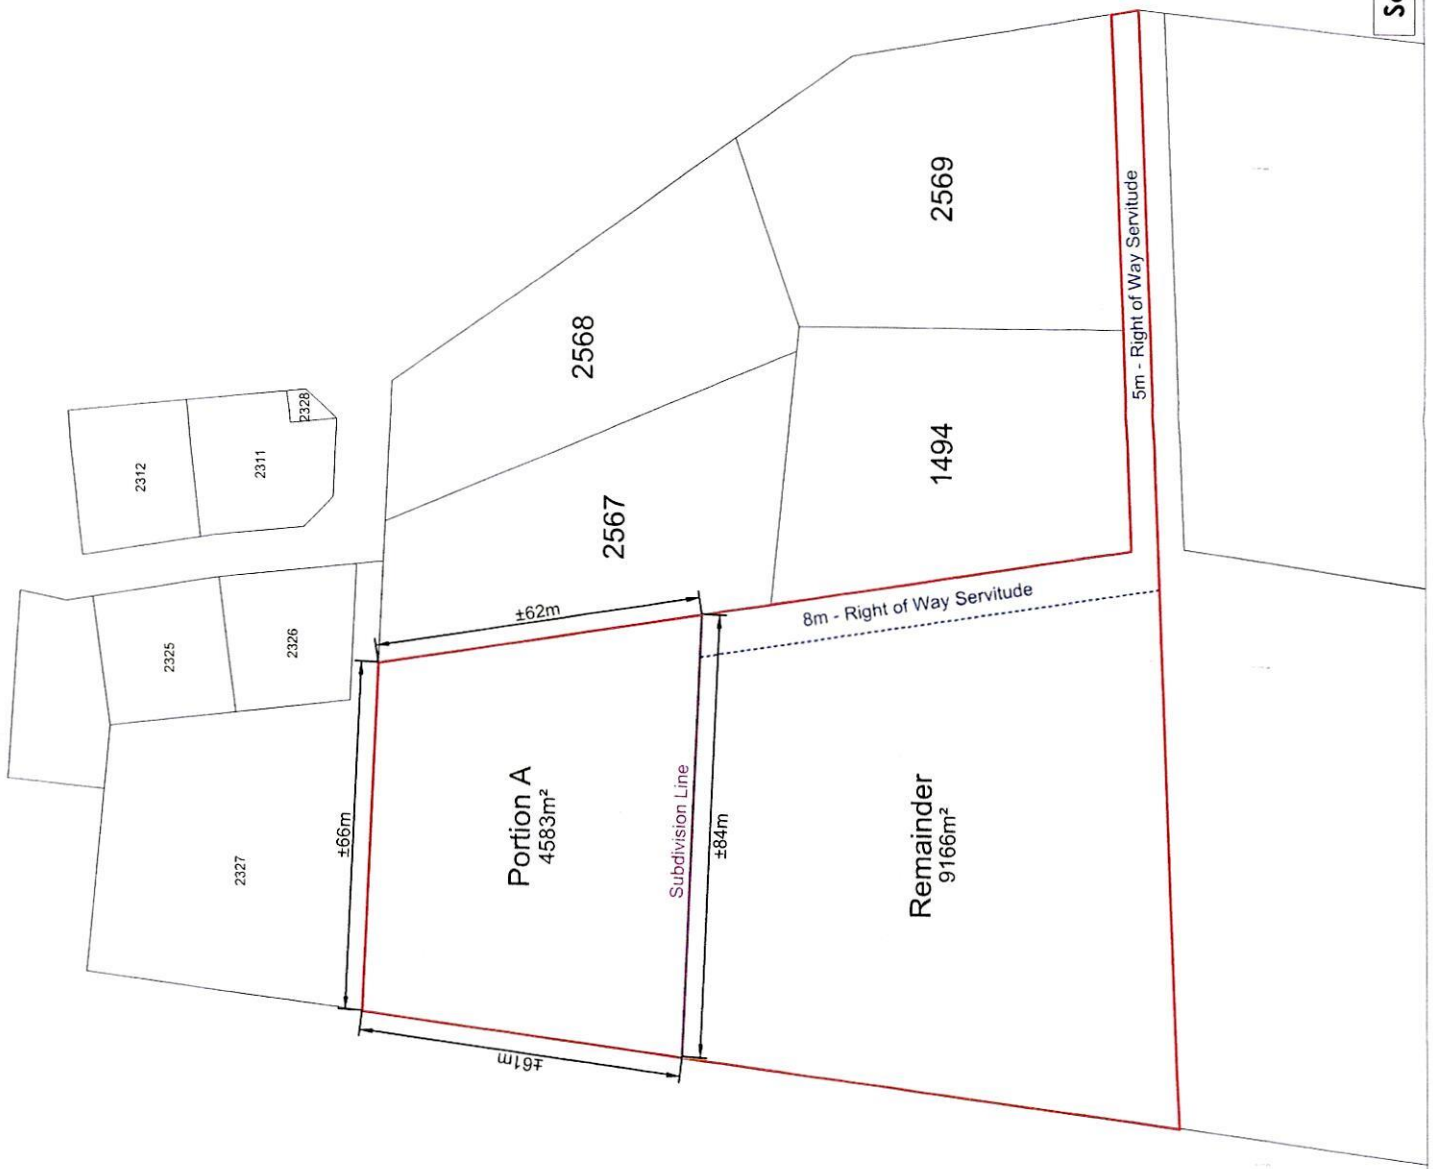 2312
2311
2328
2325
2326
2327
2568
2569
2567
1494
±62m
±66m
±61m
±84m
Portion A
4583m²
Subdivision Line
Remainder
9166m²
8m - Right of Way Servitude
5m - Right of Way Servitude